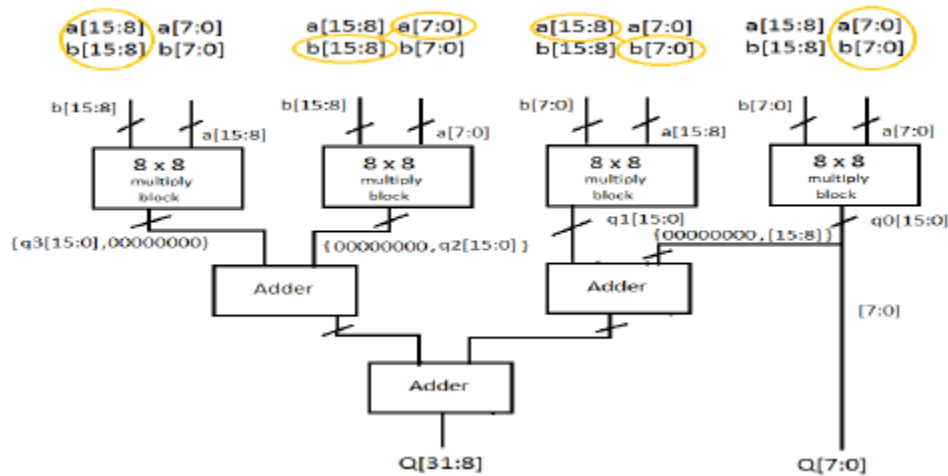 a[15:8] a[7:0] a[15:8] a[7:0] a[15:8] a[7:0] a[15:8] a[7:0]
b[15:8] b[7:0] b[15:8] b[7:0] b[15:8] b[7:0] b[15:8] b[7:0]
b[15:8] b[15:8] b[7:0] b[7:0]
a[15:8] a[7:0] a[15:8] a[7:0]
8 x 8 8 x 8 8 x 8 8 x 8
multiply multiply multiply multiply
block block block block
q1[15:0] q0[15:0]
{q3[15:0],00000000} {00000000,q2[15:0]} {00000000,[15:8]}
Adder Adder
[7:0]
Adder
Q[31:8] Q[7:0]